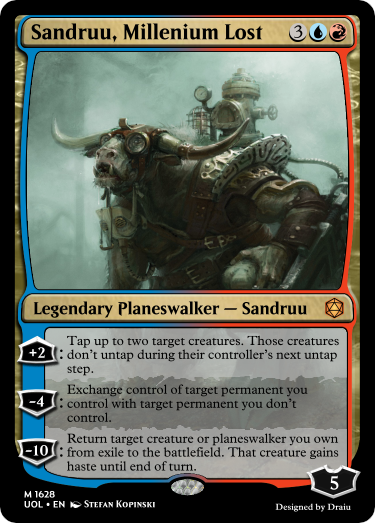 Sandruu, Millenium Lost 3
Legendary Planeswalker — Sandruu
+2: Tap up to two target creatures. Those creatures
don't untap during their controller's next untap
step.
-4: Exchange control of target permanent you
control with target permanent you don't
control.
-10: Return target creature or planeswalker you own
from exile to the battlefield. That creature gains
haste until end of turn.
5
M 1628
UOL • EN Stefan Kopinski
Designed by Draiu